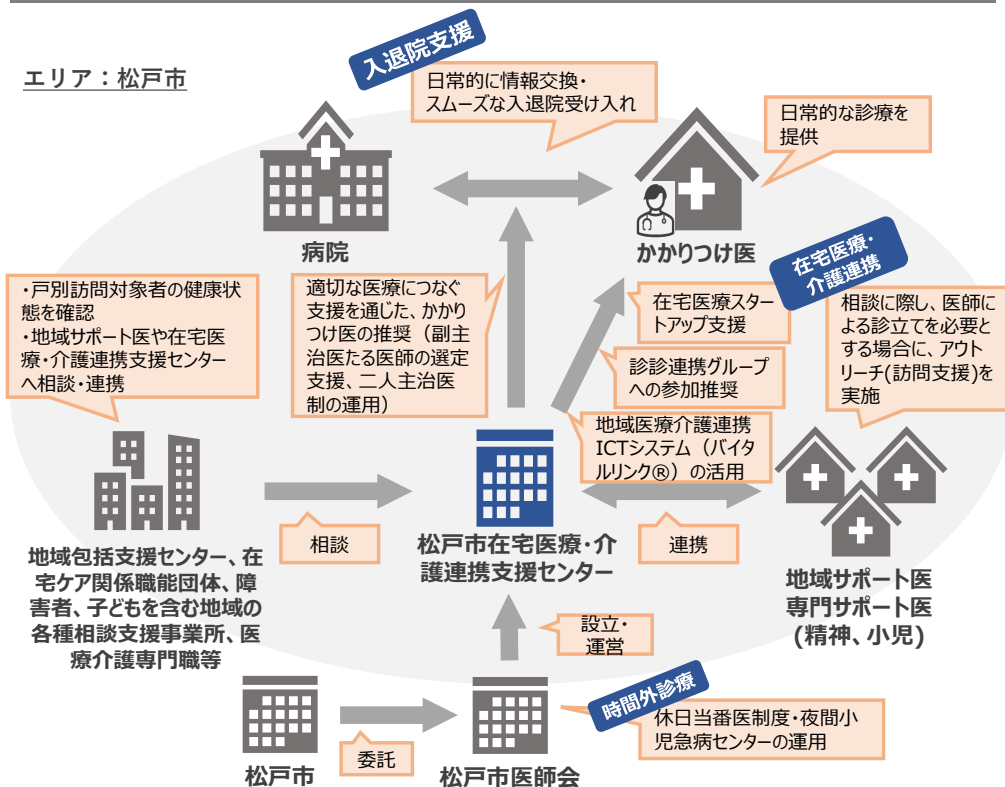 エリア：松戸市
入退院支援
日常的に情報交換・
スムーズな入退院受け入れ
日常的な診療を
提供
病院
かかりつけ医
在宅医療・
介護連携
・戸別訪問対象者の健康状
態を確認
・地域サポート医や在宅医
療・介護連携支援センター
へ相談・連携
適切な医療につなぐ
支援を通じた、かかり
つけ医の推奨（副主
治医たる医師の選定
支援、二人主治医
制の運用）
在宅医療スター
トアップ支援
診診連携グループ
への参加推奨
地域医療介護連携
ICTシステム（バイタ
ルリンク®）の活用
相談に際し、医師に
よる診立てを必要と
する場合に、アウト
リーチ(訪問支援)を
実施
相談
連携
地域包括支援センター、在
宅ケア関係職能団体、障
害者、子どもを含む地域の
各種相談支援事業所、医
療介護専門職等
松戸市在宅医療・介
護連携支援センター
地域サポート医
専門サポート医
(精神、小児)
設立・
運営
時間外診療
休日当番医制度・夜間小
児急病センターの運用
委託
松戸市
松戸市医師会